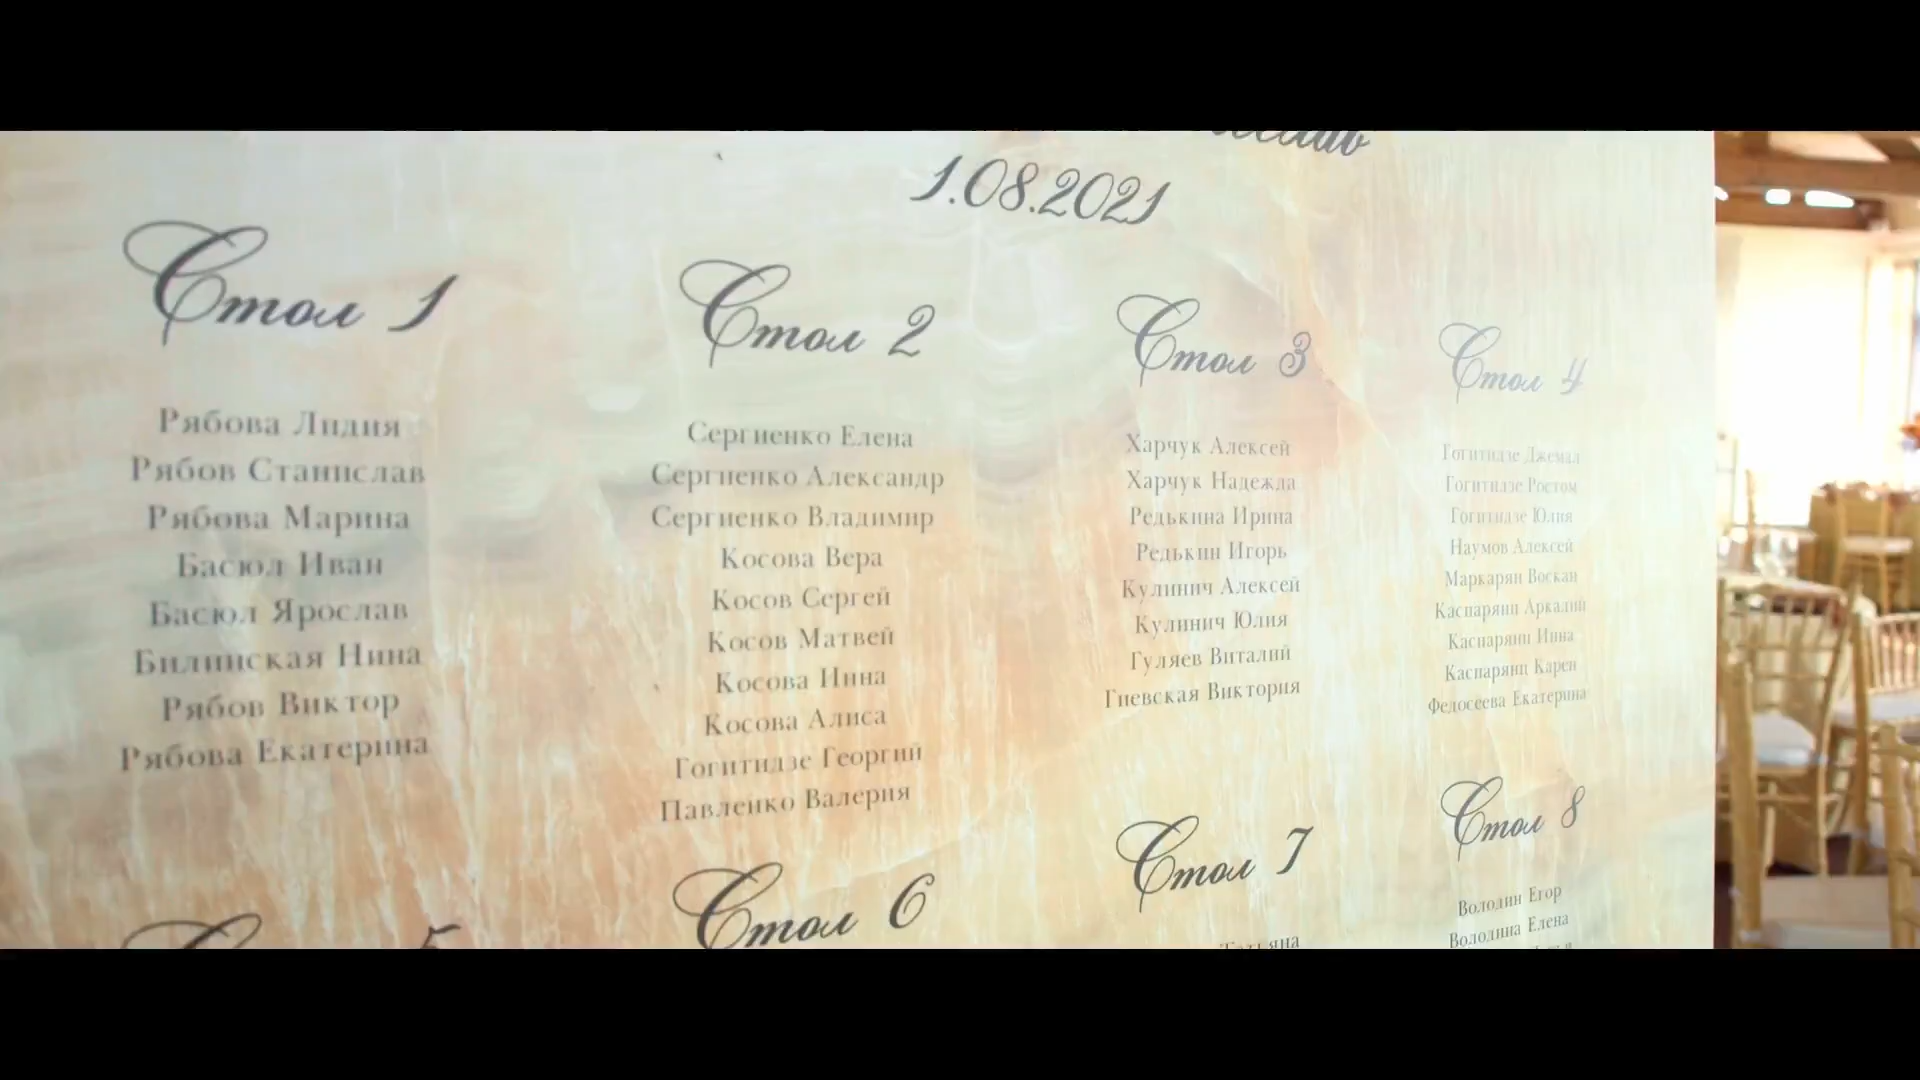 1.08.2021
Стол 1
Рябова Лидия
Рябов Станислав
Рябова Марина
Басюл Иван
Басюл Ярослав
Билинская Нина
Рябов Виктор
Рябова Екатерина
Стол 2
Сергиенко Елена
Сергиенко Александр
Сергиенко Владимир
Косова Вера
Косов Сергей
Косов Матвей
Косова Нина
Косова Алиса
Гогитидзе Георгий
Павленко Валерия
Стол 3
Харчук Алексей
Харчук Надежда
Редькина Ирина
Редькин Игорь
Кулинич Алексей
Кулинич Юлия
Гуляев Виталий
Гневская Виктория
Стол 4
Гогитидзе Джемал
Гогитидзе Ростом
Гогитидзе Юлия
Наумов Алексей
Маркарян Воскан
Каспарянц Аркадий
Каспарянц Инна
Каспарянц Карен
Федосеева Екатерина
5
Стол 6
Стол 7
Татьяна
Стол 8
Володин Егор
Володина Елена